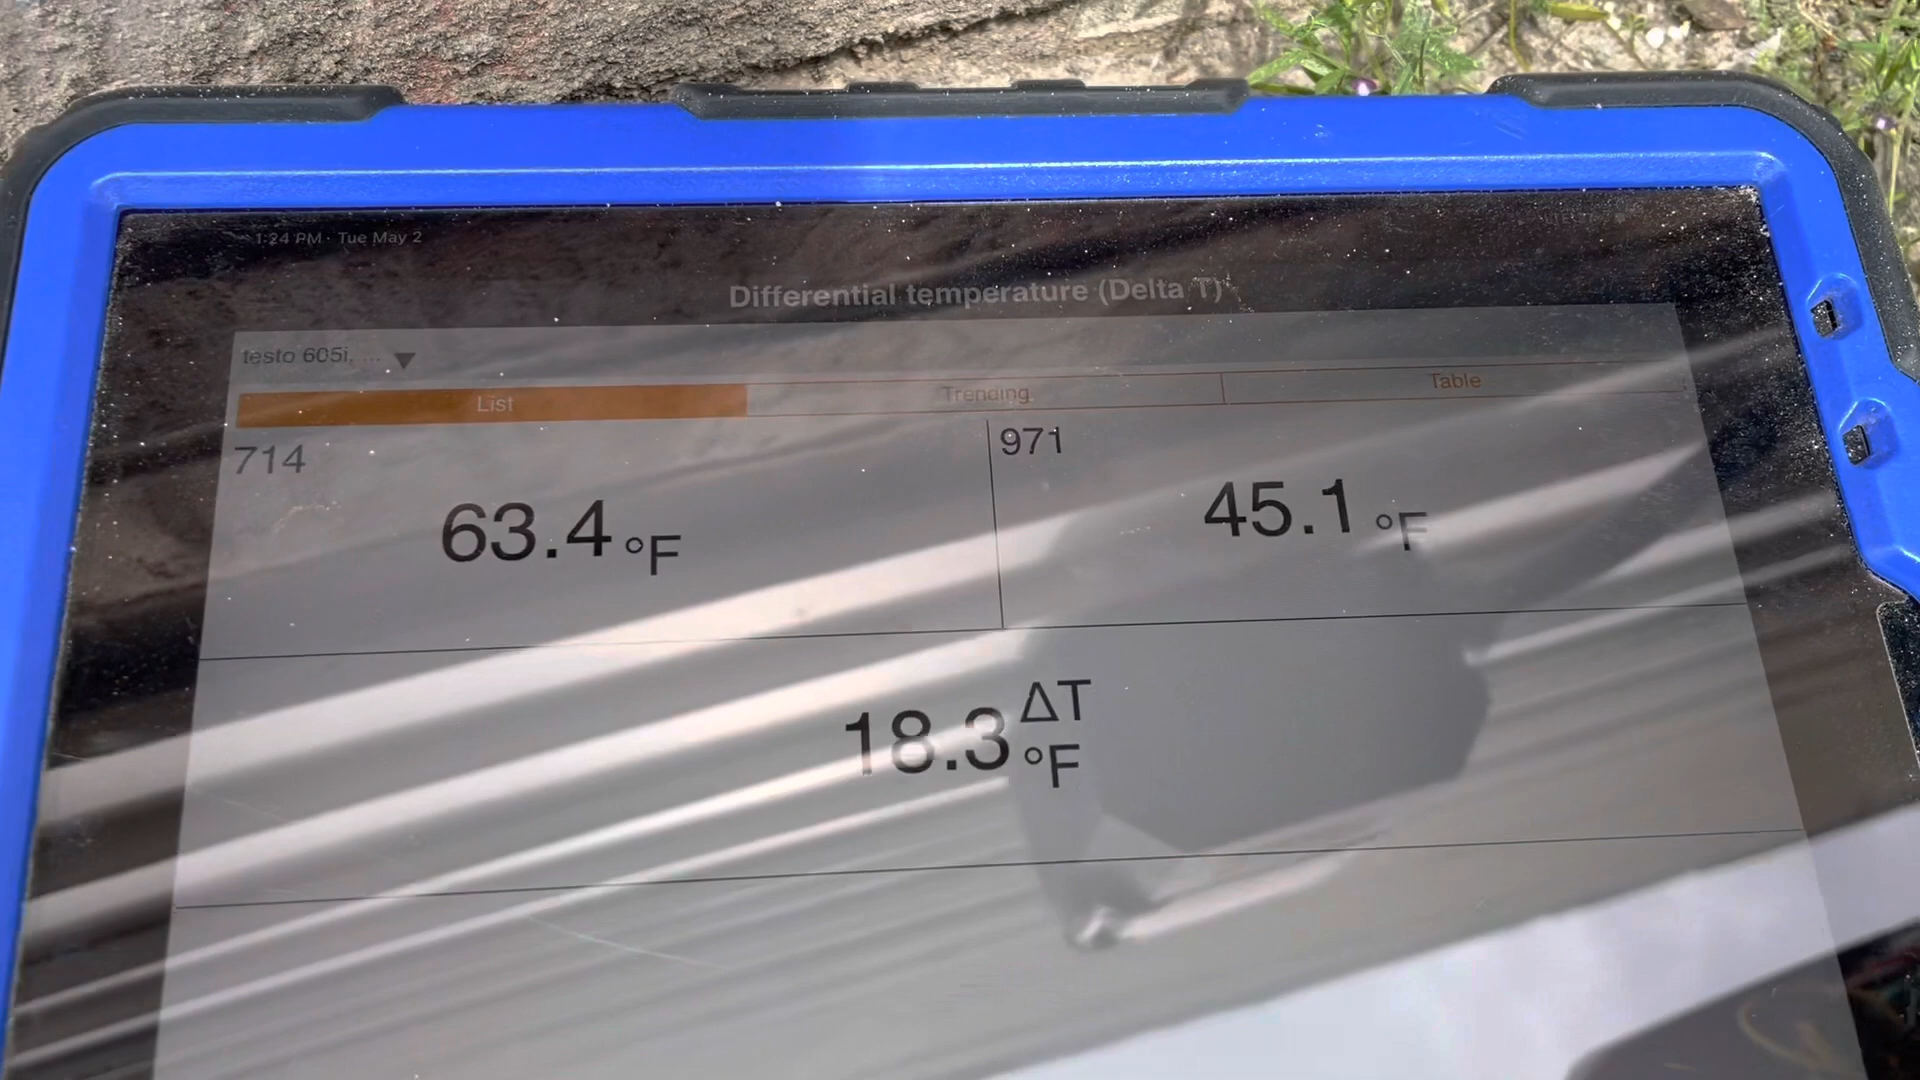 1:24 PM · Tue May 2
Differential temperature (Delta T)
testo 605i, ... ▼
List Trending Table
714 971
63.4 °F 45.1 °F
18.3 ΔT °F